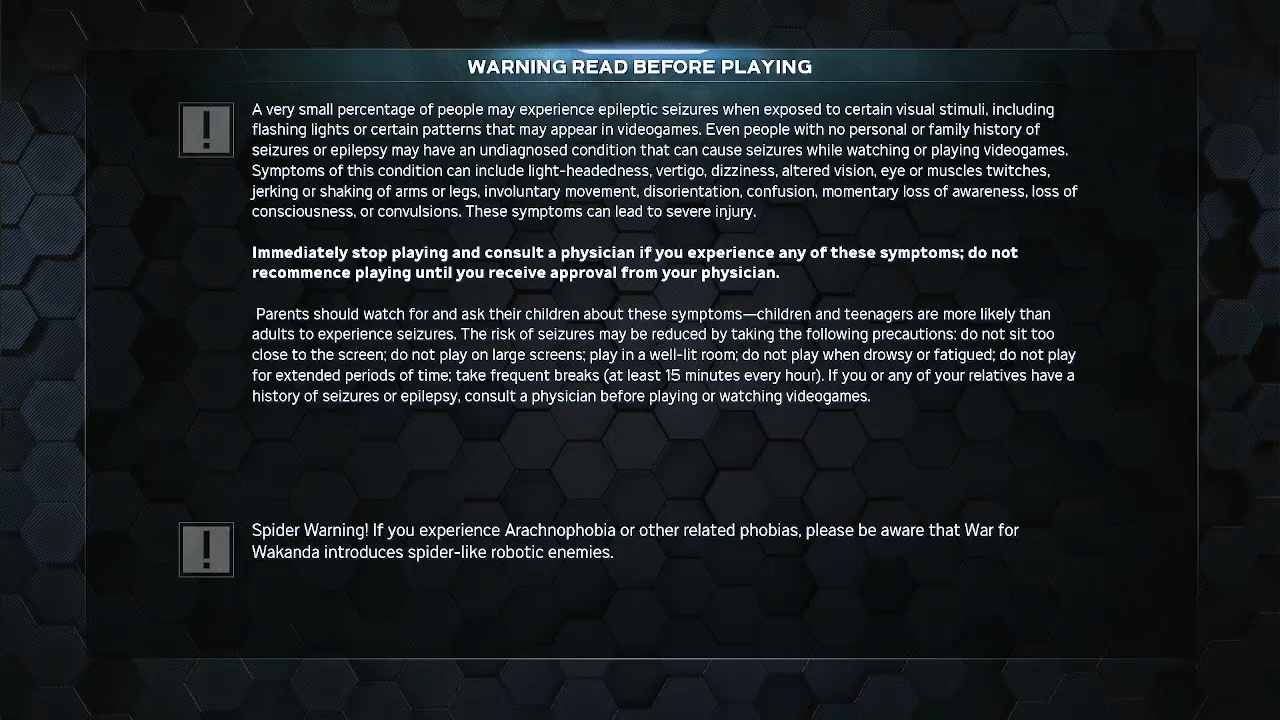 WARNING READ BEFORE PLAYING
A very small percentage of people may experience epileptic seizures when exposed to certain visual stimuli, including
flashing lights or certain patterns that may appear in videogames. Even people with no personal or family history of
seizures or epilepsy may have an undiagnosed condition that can cause seizures while watching or playing videogames.
Symptoms of this condition can include light-headedness, vertigo, dizziness, altered vision, eye or muscles twitches,
jerking or shaking of arms or legs, involuntary movement, disorientation, confusion, momentary loss of awareness, loss of
consciousness, or convulsions. These symptoms can lead to severe injury.
Immediately stop playing and consult a physician if you experience any of these symptoms; do not
recommence playing until you receive approval from your physician.
Parents should watch for and ask their children about these symptoms—children and teenagers are more likely than
adults to experience seizures. The risk of seizures may be reduced by taking the following precautions: do not sit too
close to the screen; do not play on large screens; play in a well-lit room; do not play when drowsy or fatigued; do not play
for extended periods of time; take frequent breaks (at least 15 minutes every hour). If you or any of your relatives have a
history of seizures or epilepsy, consult a physician before playing or watching videogames.
Spider Warning! If you experience Arachnophobia or other related phobias, please be aware that War for
Wakanda introduces spider-like robotic enemies.